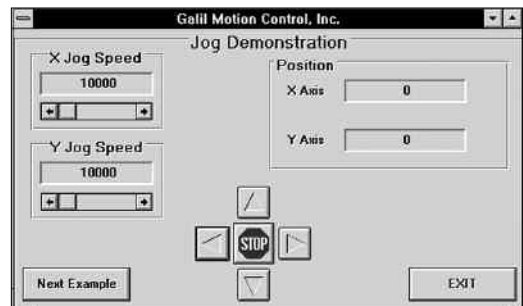 Galil Motion Control, Inc.
Jog Demonstration
X Jog Speed
10000
Y Jog Speed
10000
Position
X Axis 0
Y Axis 0
STOP
Next Example
EXIT